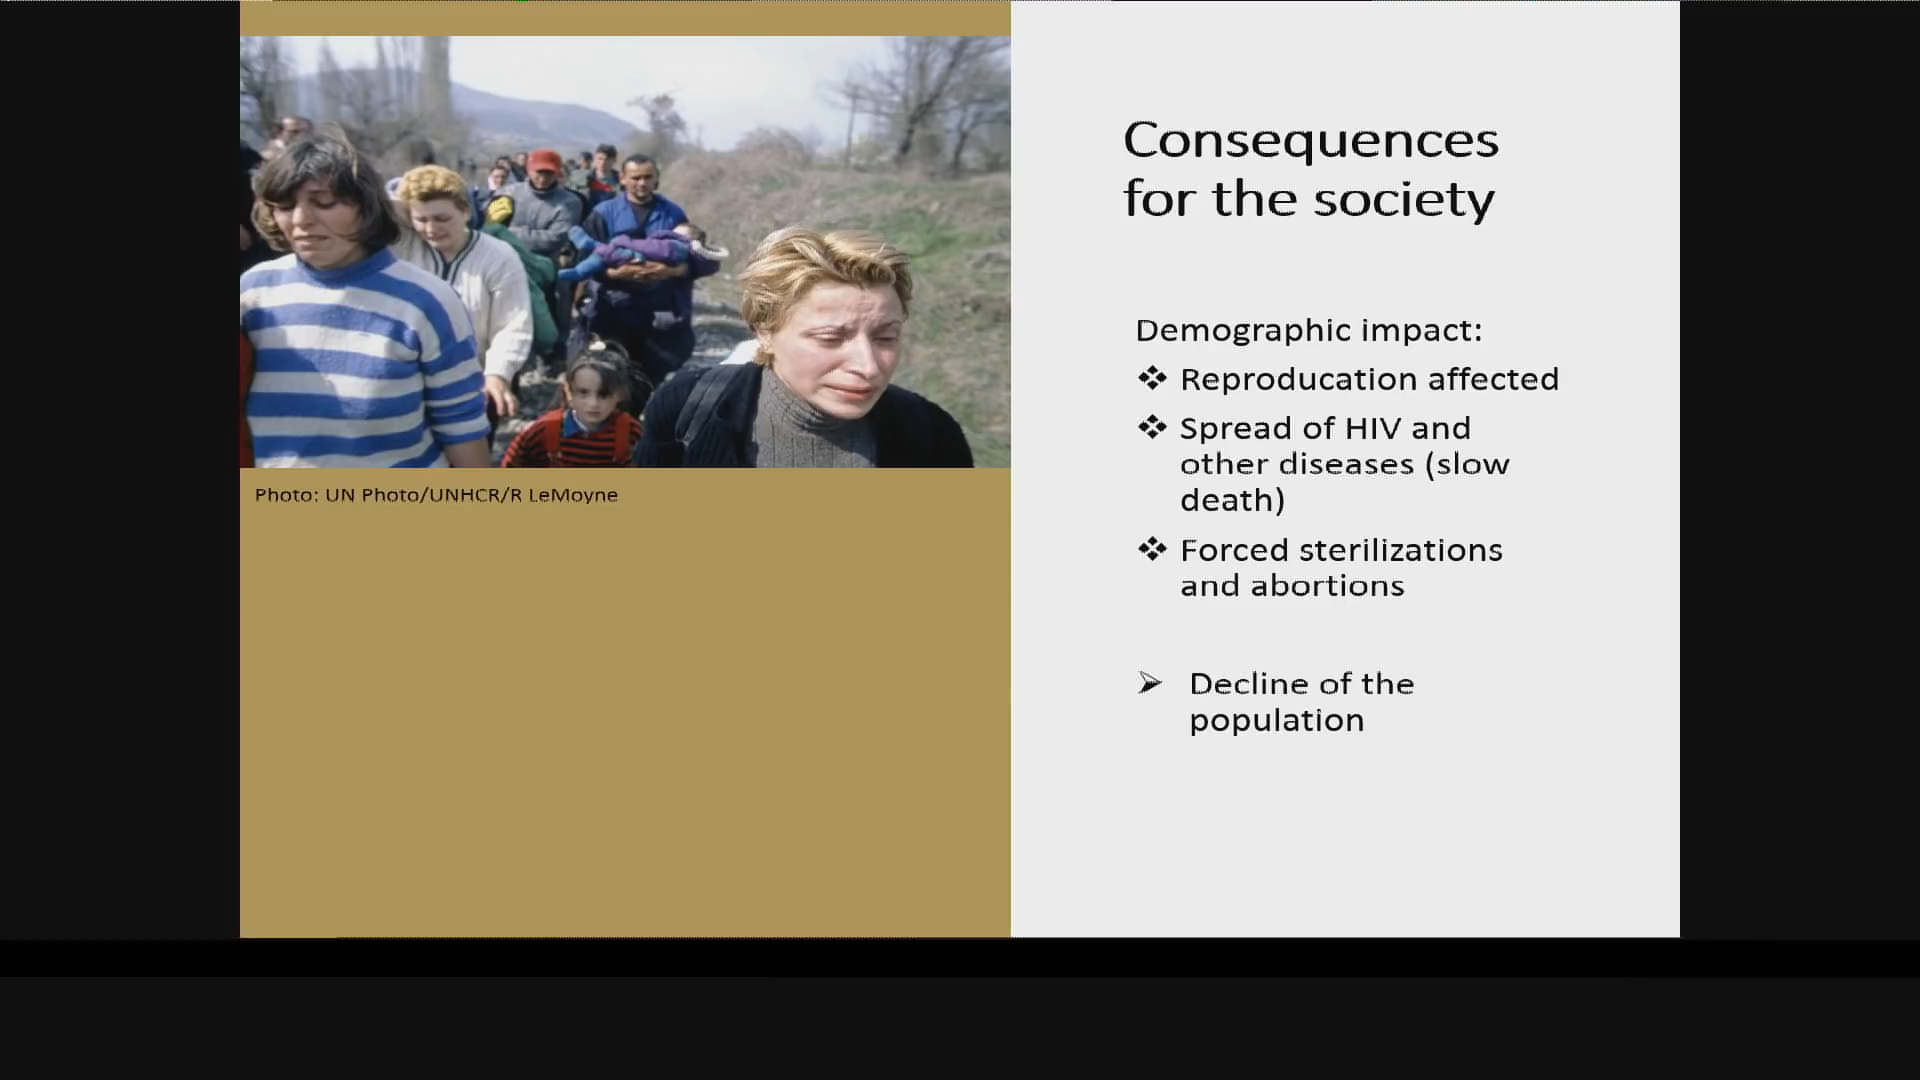 Consequences
for the society
Demographic impact:
❖ Reproducation affected
❖ Spread of HIV and
other diseases (slow
death)
❖ Forced sterilizations
and abortions
➢ Decline of the
population
Photo: UN Photo/UNHCR/R LeMoyne